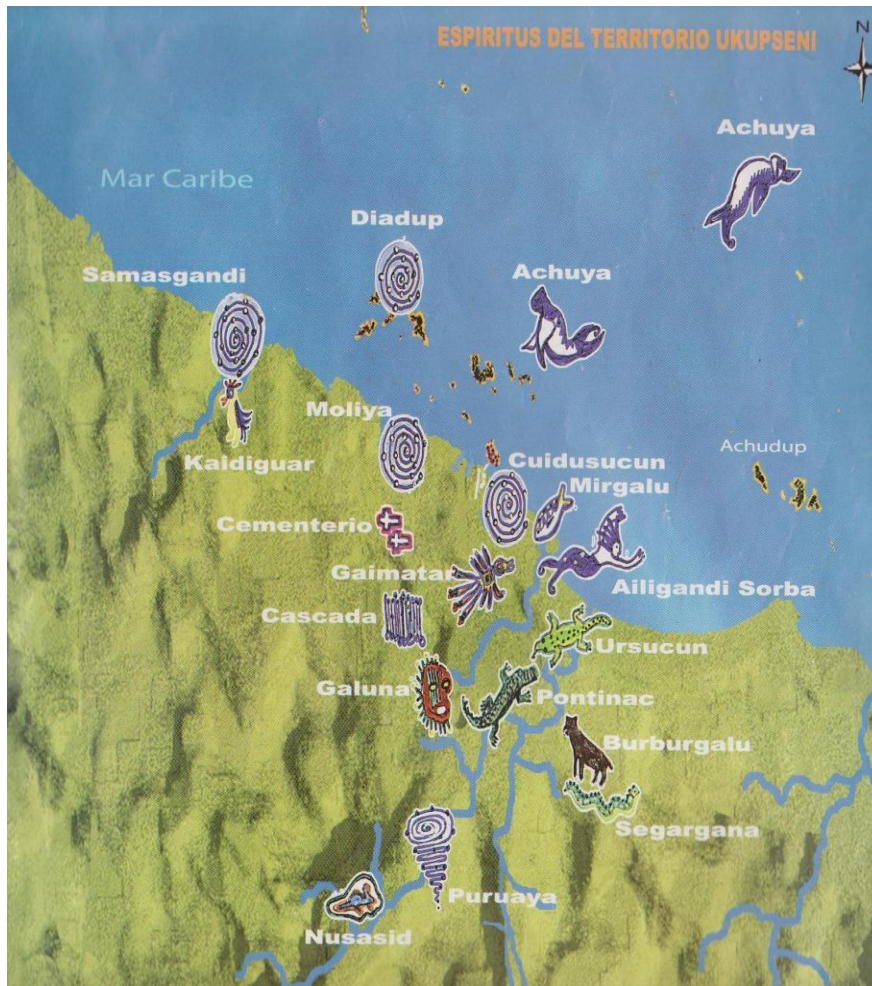 ESPIRITUS DEL TERRITORIO UKUPSENI
N
Achuya
Mar Caribe
Diadup
Samasgandi
Achuya
Moliya
Kaidiguar
Cuidusucun
Achudup
Mirgalu
Cementerio
Gaimatar
Ailigandi Sorba
Cascada
Ursucun
Galuna
Pontinac
Burburgalu
Segargana
Puruaya
Nusasid